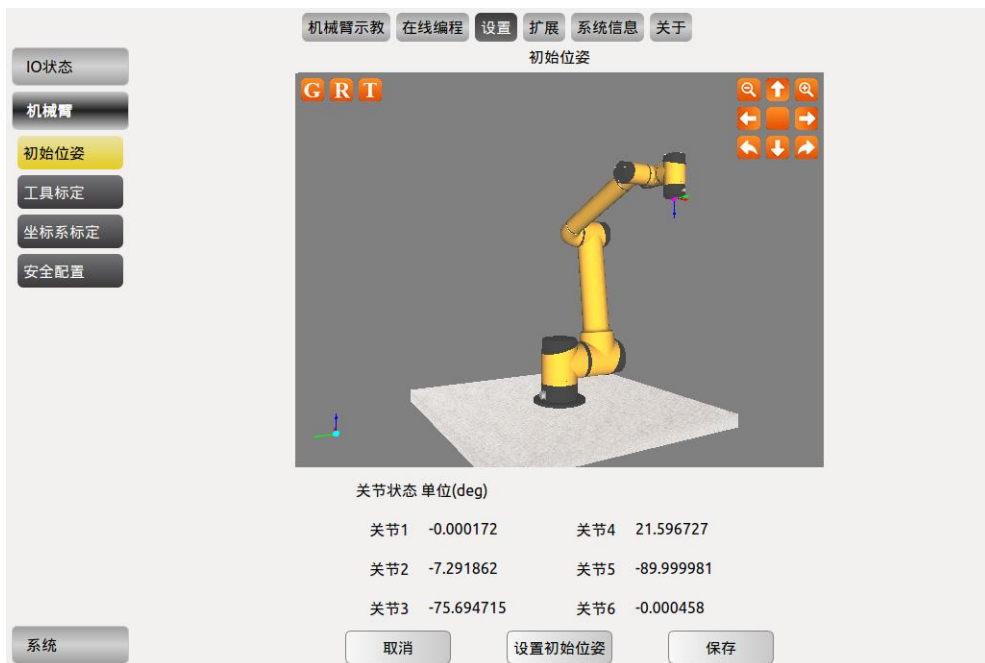 机械臂示教 在线编程 设置 扩展 系统信息 关于
初始位姿
IO状态
机械臂
初始位姿
工具标定
坐标系标定
安全配置
G R T
关节状态 单位(deg)
关节1 -0.000172 关节4 21.596727
关节2 -7.291862 关节5 -89.999981
关节3 -75.694715 关节6 -0.000458
系统 取消 设置初始位姿 保存